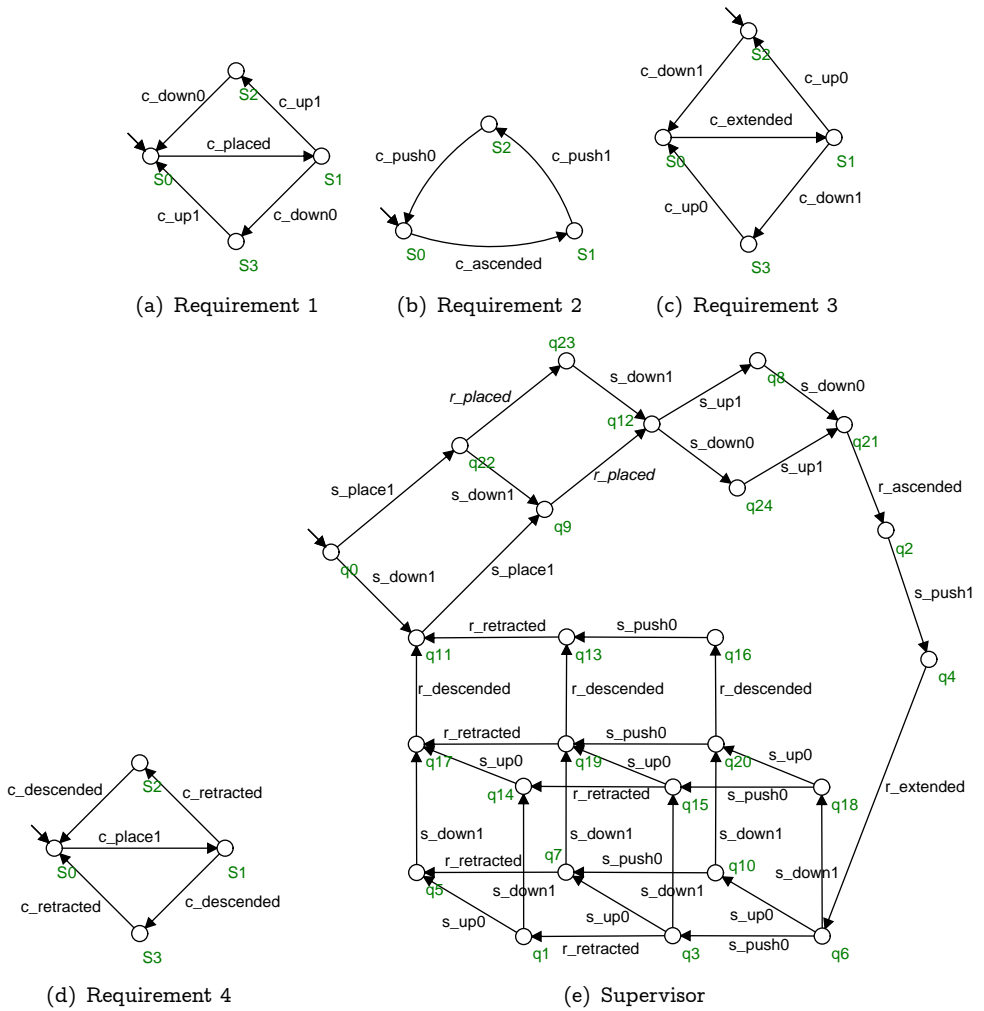 S2
c_down0
c_up1
c_placed
S0
S1
c_up1
c_down0
S3
(a) Requirement 1
S2
c_push0
c_push1
S0
S1
c_ascended
(b) Requirement 2
S2
c_down1
c_up0
c_extended
S0
S1
c_up0
c_down1
S3
(c) Requirement 3
q23
s_down1
q8
s_down0
r_placed
s_up1
q12
q21
s_down0
q22
s_up1
s_place1
s_down1
r_placed
r_ascended
q24
q9
q2
q0
s_down1
s_place1
s_push1
r_retracted
s_push0
q11
q13
q16
q4
r_descended
r_descended
r_descended
r_retracted
s_push0
q17
q19
q20
s_up0
s_up0
s_up0
q14
r_retracted
q15
s_push0
q18
r_extended
s_down1
s_down1
s_down1
q7
r_retracted
s_push0
q10
q5
s_down1
s_down1
s_down1
s_up0
s_up0
s_up0
q1
r_retracted
q3
s_push0
q6
S2
c_descended
c_retracted
c_place1
S0
S1
c_retracted
c_descended
S3
(d) Requirement 4
(e) Supervisor